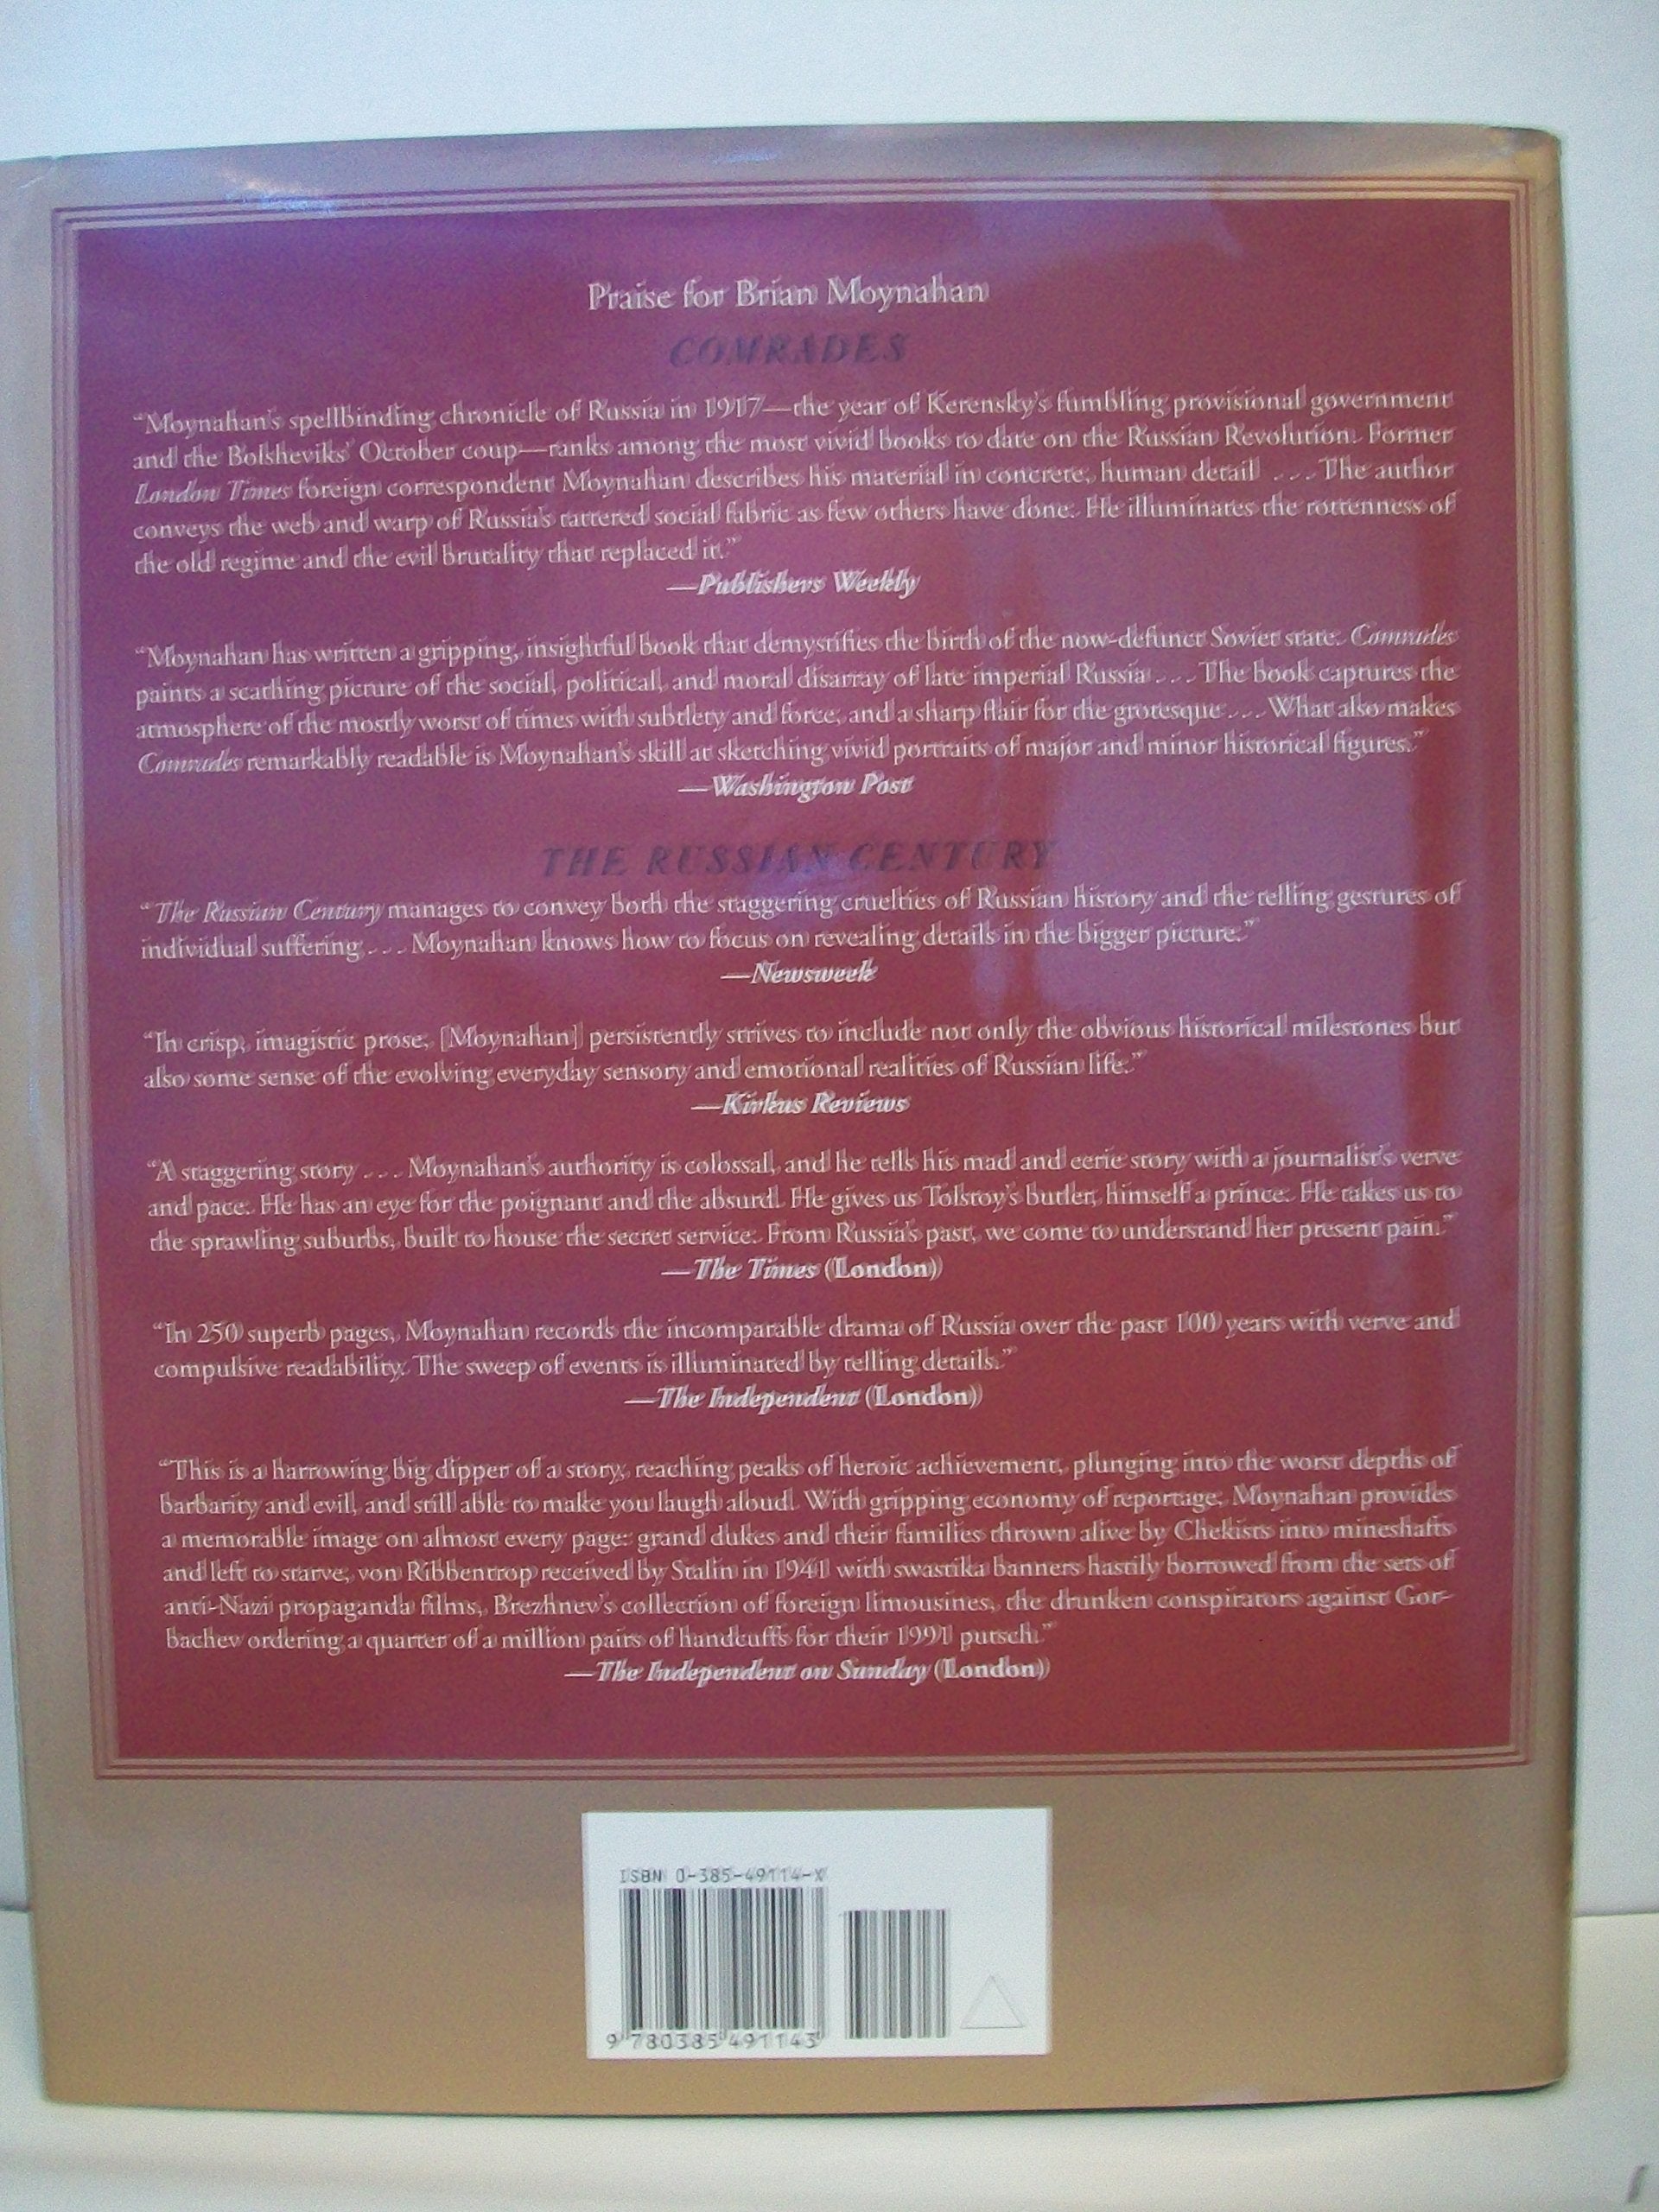 Praise for Brian Moynahan
COMRADES
“Moynahan’s spellbinding chronicle of Russia in 1917—the year of Kerensky’s fumbling provisional government
and the Bolsheviks’ October coup—ranks among the most vivid books to date on the Russian Revolution. Former
London Times foreign correspondent Moynahan describes his material in concrete, human detail . . . The author
conveys the web and warp of Russia’s tattered social fabric as few others have done. He illuminates the rottenness of
the old regime and the evil brutality that replaced it.”
—Publishers Weekly
“Moynahan has written a gripping, insightful book that demystifies the birth of the now-defunct Soviet state. Comrades
paints a scathing picture of the social, political, and moral disarray of late imperial Russia . . . The book captures the
atmosphere of the mostly worst of times with subtlety and force, and a sharp flair for the grotesque . . . What also makes
Comrades remarkably readable is Moynahan’s skill at sketching vivid portraits of major and minor historical figures.”
—Washington Post
THE RUSSIAN CENTURY
“The Russian Century manages to convey both the staggering cruelties of Russian history and the telling gestures of
individual suffering . . . Moynahan knows how to focus on revealing details in the bigger picture.”
—Newsweek
“In crisp, imagistic prose, [Moynahan] persistently strives to include not only the obvious historical milestones but
also some sense of the evolving everyday sensory and emotional realities of Russian life.”
—Kirkus Reviews
“A staggering story . . . Moynahan’s authority is colossal, and he tells his mad and eerie story with a journalist’s verve
and pace. He has an eye for the poignant and the absurd. He gives us Tolstoy’s butler, himself a prince. He takes us to
the sprawling suburbs, built to house the secret service. From Russia’s past, we come to understand her present pain.”
—The Times (London)
“In 250 superb pages, Moynahan records the incomparable drama of Russia over the past 100 years with verve and
compulsive readability. The sweep of events is illuminated by telling details.”
—The Independent (London)
“This is a harrowing big dipper of a story, reaching peaks of heroic achievement, plunging into the worst depths of
barbarity and evil, and still able to make you laugh aloud. With gripping economy of reportage, Moynahan provides
a memorable image on almost every page: grand dukes and their families thrown alive by Chekists into mineshafts
and left to starve, von Ribbentrop received by Stalin in 1941 with swastika banners hastily borrowed from the sets of
anti-Nazi propaganda films, Brezhnev’s collection of foreign limousines, the drunken conspirators against Gor-
bachev ordering a quarter of a million pairs of handcuffs for their 1991 putsch.”
—The Independent on Sunday (London)
ISBN 0-385-49114-X
9 780385 491143